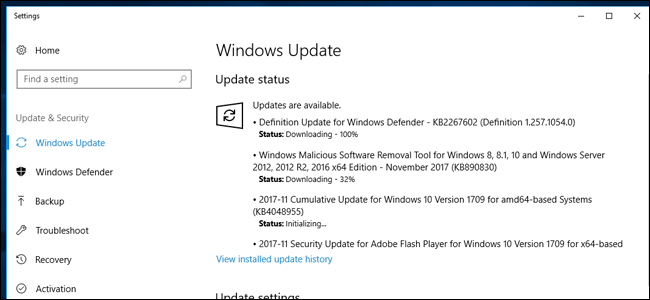 Settings
Home
Find a setting
Update & Security
Windows Update
Windows Defender
Backup
Troubleshoot
Recovery
Activation
Windows Update
Update status
Updates are available.
• Definition Update for Windows Defender - KB2267602 (Definition 1.257.1054.0)
Status: Downloading - 100%
• Windows Malicious Software Removal Tool for Windows 8, 8.1, 10 and Windows Server
2012, 2012 R2, 2016 x64 Edition - November 2017 (KB890830)
Status: Downloading - 32%
• 2017-11 Cumulative Update for Windows 10 Version 1709 for amd64-based Systems
(KB4048955)
Status: Initializing...
• 2017-11 Security Update for Adobe Flash Player for Windows 10 Version 1709 for x64-based
View installed update history
Update settings